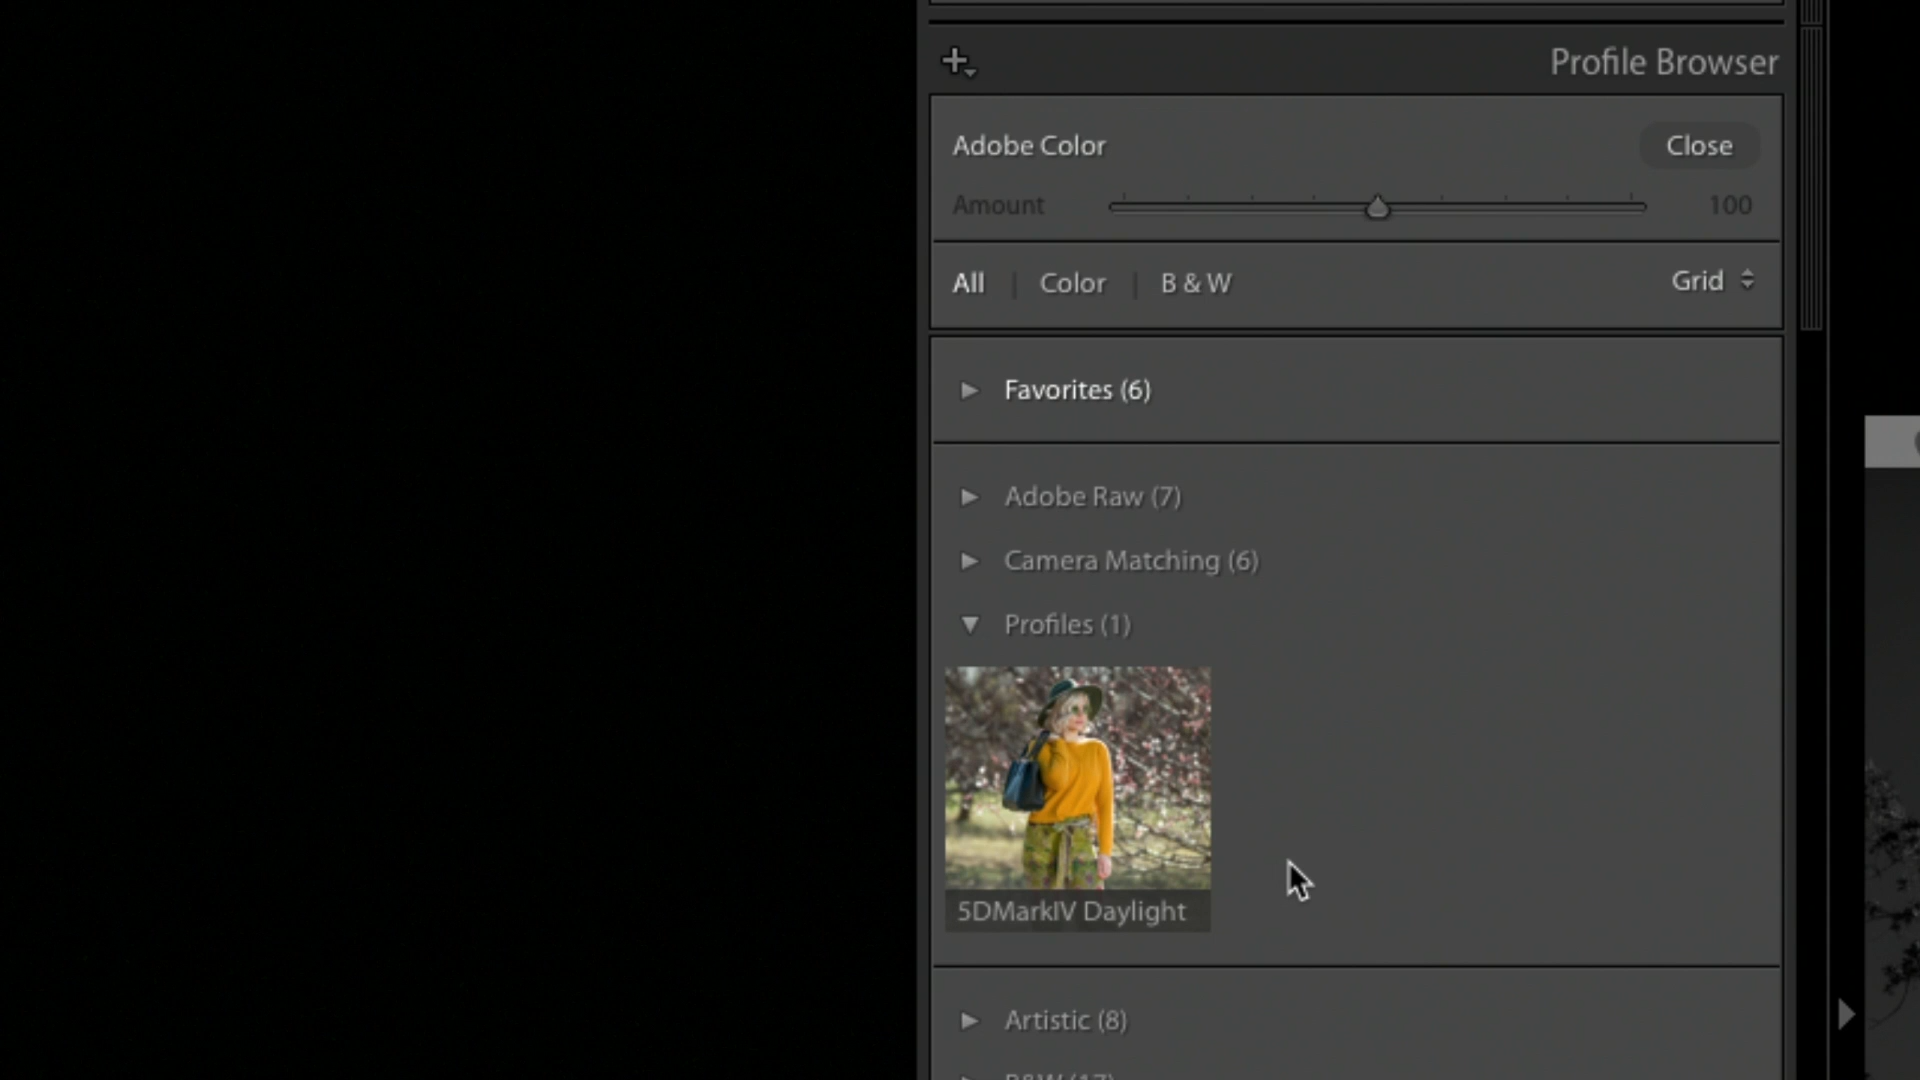 Profile Browser
Adobe Color
Close
Amount
100
All | Color | B & W
Grid
Favorites (6)
Adobe Raw (7)
Camera Matching (6)
Profiles (1)
5DMarkIV Daylight
Artistic (8)
B&W (17)